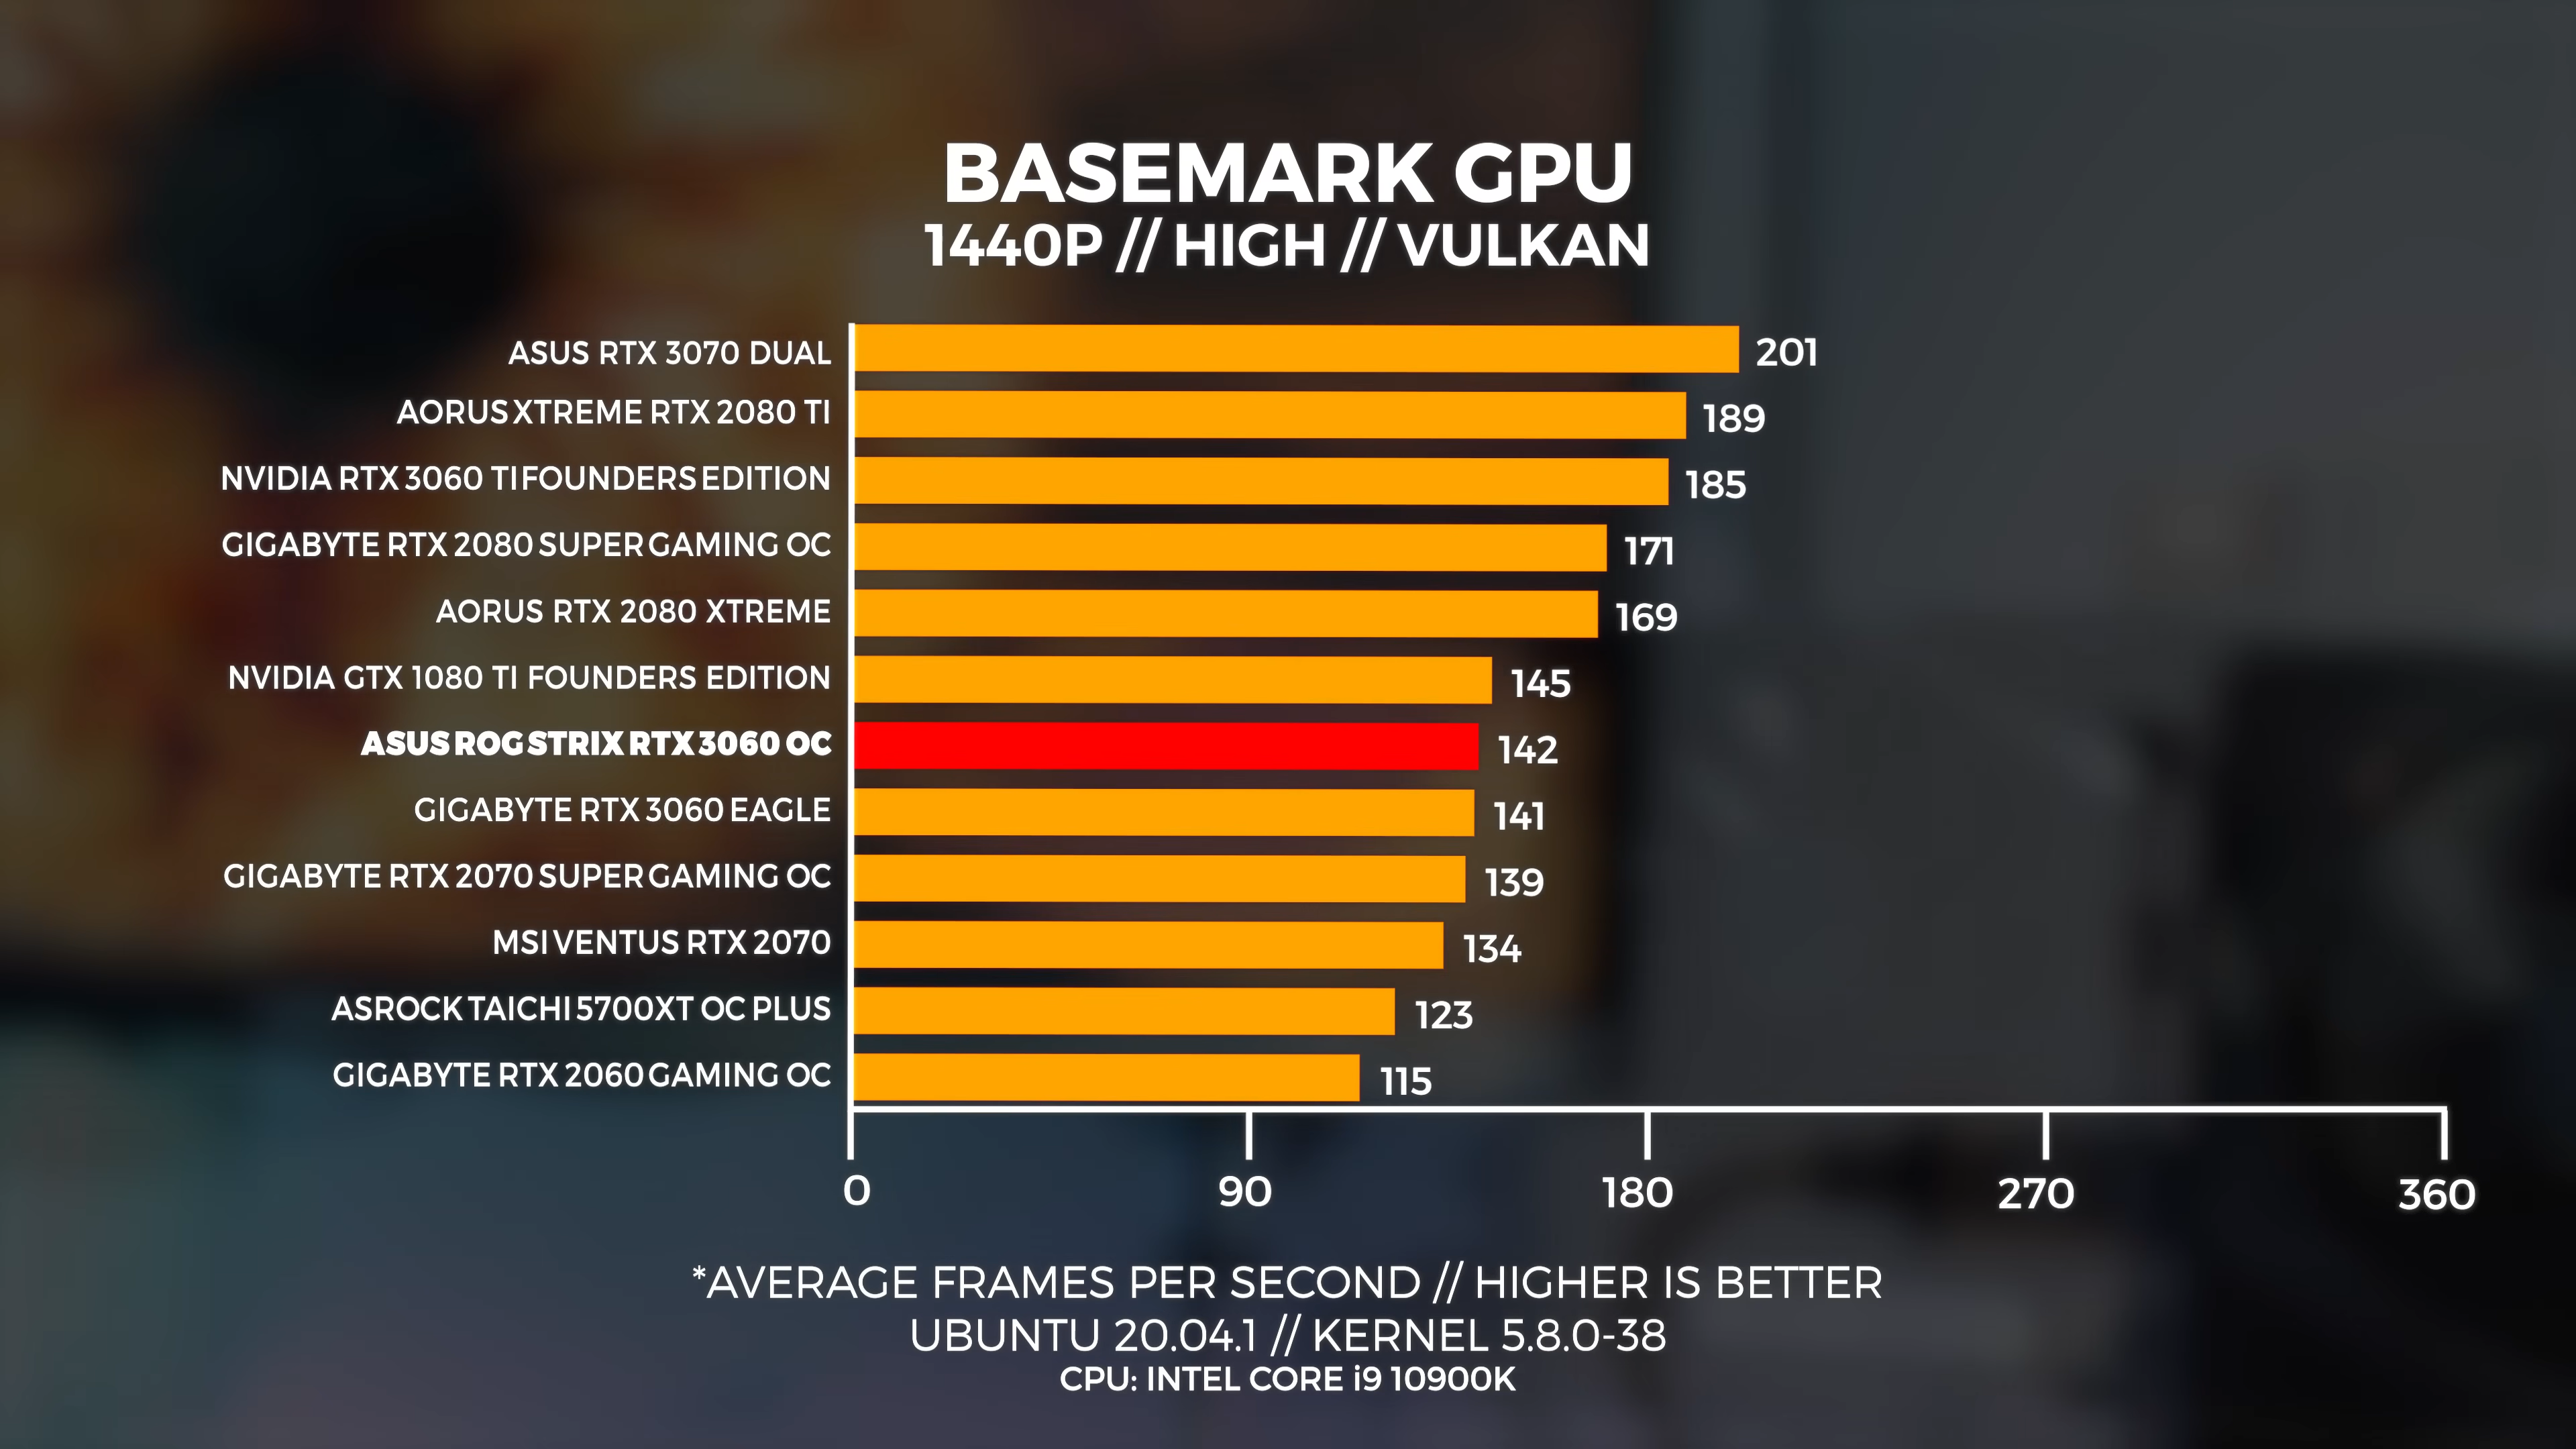 BASEMARK GPU
1440P // HIGH // VULKAN
ASUS RTX 3070 DUAL 201
AORUS XTREME RTX 2080 TI 189
NVIDIA RTX 3060 TI FOUNDERS EDITION 185
GIGABYTE RTX 2080 SUPER GAMING OC 171
AORUS RTX 2080 XTREME 169
NVIDIA GTX 1080 TI FOUNDERS EDITION 145
ASUS ROG STRIX RTX 3060 OC 142
GIGABYTE RTX 3060 EAGLE 141
GIGABYTE RTX 2070 SUPER GAMING OC 139
MSI VENTUS RTX 2070 134
ASROCK TAICHI 5700XT OC PLUS 123
GIGABYTE RTX 2060 GAMING OC 115
0 90 180 270 360
*AVERAGE FRAMES PER SECOND // HIGHER IS BETTER
UBUNTU 20.04.1 // KERNEL 5.8.0-38
CPU: INTEL CORE i9 10900K